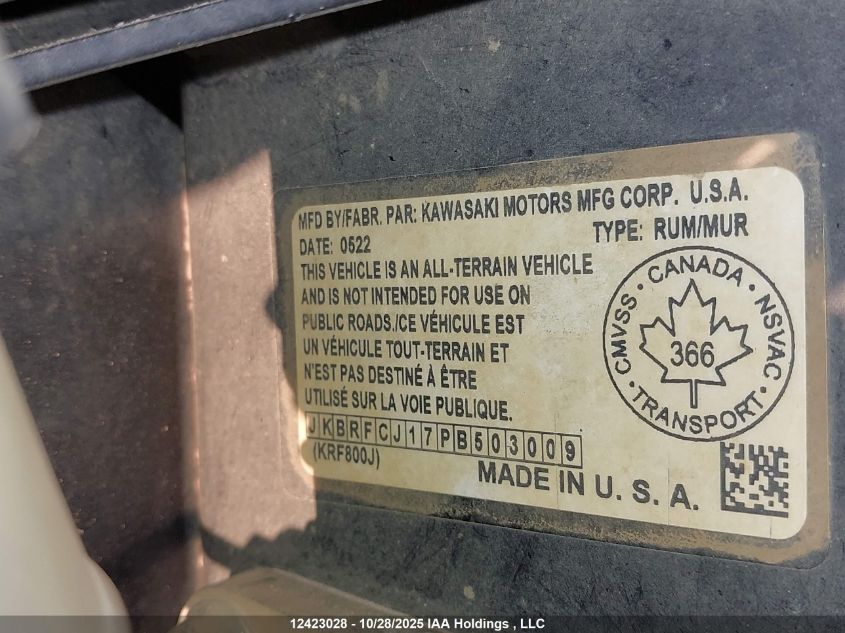 MFD BY/FABR. PAR: KAWASAKI MOTORS MFG CORP. U.S.A.
DATE: 0522 TYPE: RUM/MUR
THIS VEHICLE IS AN ALL-TERRAIN VEHICLE
AND IS NOT INTENDED FOR USE ON
PUBLIC ROADS./CE VÉHICULE EST
UN VÉHICULE TOUT-TERRAIN ET
N'EST PAS DESTINÉ À ÊTRE
UTILISÉ SUR LA VOIE PUBLIQUE.
CMVSS · CANADA · NSVAC · TRANSPORT ·
366
JKBRFCJ17PB503009
(KRF800J)
MADE IN U. S. A.
12423028 - 10/28/2025 IAA Holdings , LLC